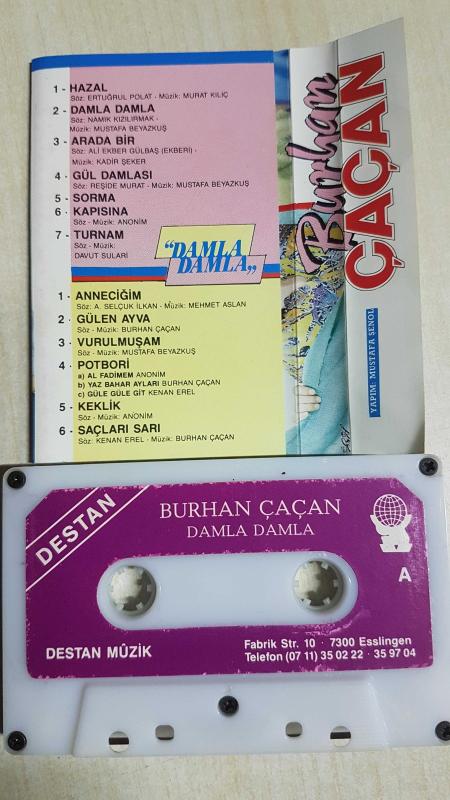 1 - HAZAL
Söz: ERTUĞRUL POLAT - Müzik: MURAT KILIÇ
2 - DAMLA DAMLA
Söz: NAMIK KIZILIRMAK -
Müzik: MUSTAFA BEYAZKUŞ
3 - ARADA BİR
Söz: ALİ EKBER GÜLBAŞ (EKBERİ) -
Müzik: KADİR ŞEKER
4 - GÜL DAMLASI
Söz: REŞİDE MURAT - Müzik: MUSTAFA BEYAZKUŞ
5 - SORMA
6 - KAPISINA
Söz - Müzik: ANONİM
7 - TURNAM
Söz - Müzik:
DAVUT SULARİ
"DAMLA
DAMLA"
1 - ANNECİĞİM
Söz: A. SELÇUK İLKAN - Müzik: MEHMET ASLAN
2 - GÜLEN AYVA
Söz - Müzik: BURHAN ÇAÇAN
3 - VURULMUŞAM
Söz - Müzik: MUSTAFA BEYAZKUŞ
4 - POTBORİ
a) AL FADİMEM ANONİM
b) YAZ BAHAR AYLARI BURHAN ÇAÇAN
c) GÜLE GÜLE GİT KENAN EREL
5 - KEKLİK
Söz - Müzik: ANONİM
6 - SAÇLARI SARI
Söz: KENAN EREL - Müzik: BURHAN ÇAÇAN
Burhan
ÇAÇAN
YAPIM: MUSTAFA ŞENOL
DESTAN
BURHAN ÇAÇAN
DAMLA DAMLA
A
DESTAN MÜZİK
Fabrik Str. 10 · 7300 Esslingen
Telefon (07 11) 35 02 22 · 35 97 04